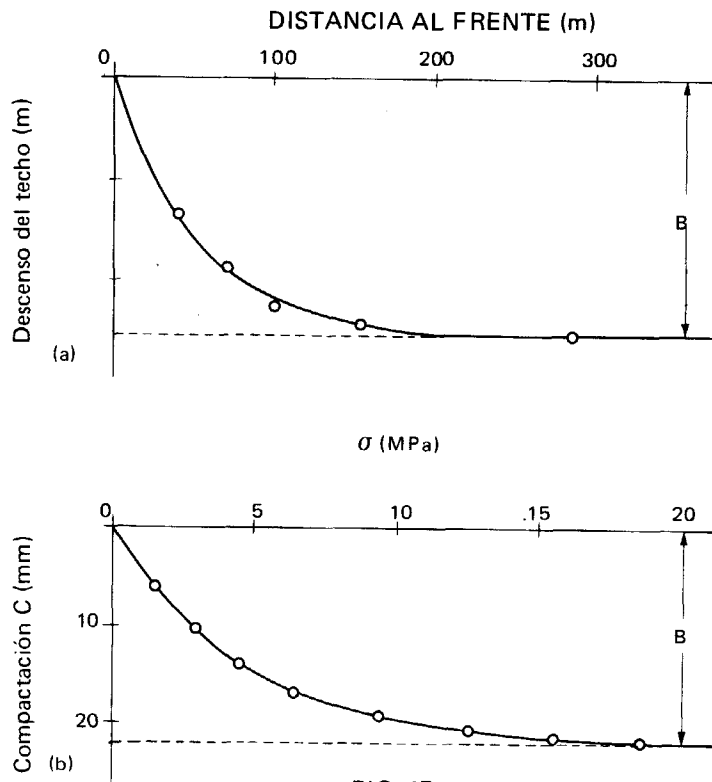 DISTANCIA AL FRENTE (m)
0 100 200 300
Descenso del techo (m)
B
(a)
σ (MPa)
0 5 10 .15 20
Compactación C (mm)
10
20
B
(b)